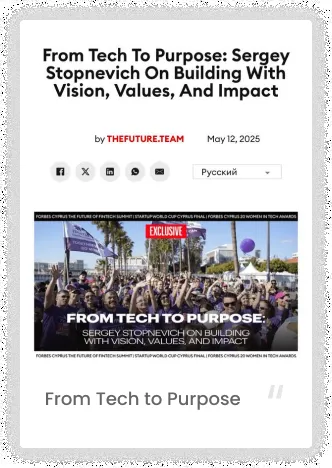 From Tech To Purpose: Sergey
Stopnevich On Building With
Vision, Values, And Impact
by THEFUTURE.TEAM May 12, 2025
Русский
FORBES CYPRUS THE FUTURE OF FINTECH SUMMIT | STARTUP WORLD CUP CYPRUS FINAL | FORBES CYPRUS 20 WOMEN IN TECH AWARDS
EXCLUSIVE
FROM TECH TO PURPOSE:
SERGEY STOPNEVICH ON BUILDING
WITH VISION, VALUES, AND IMPACT
FORBES CYPRUS THE FUTURE OF FINTECH SUMMIT | STARTUP WORLD CUP CYPRUS FINAL | FORBES CYPRUS 20 WOMEN IN TECH AWARDS
From Tech to Purpose "